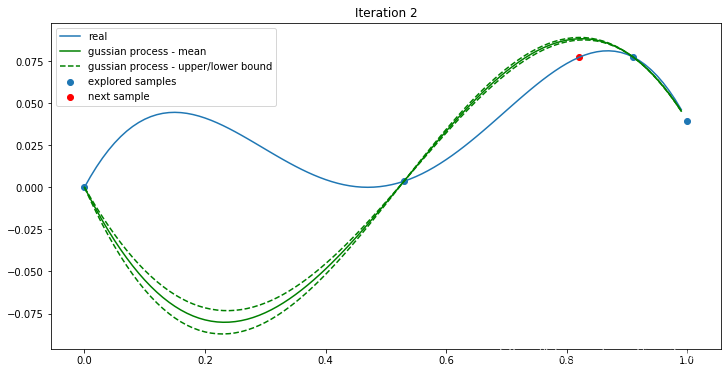 Iteration 2
real
gussian process - mean
gussian process - upper/lower bound
explored samples
next sample
0.075
0.050
0.025
0.000
−0.025
−0.050
−0.075
0.0
0.2
0.4
0.6
0.8
1.0